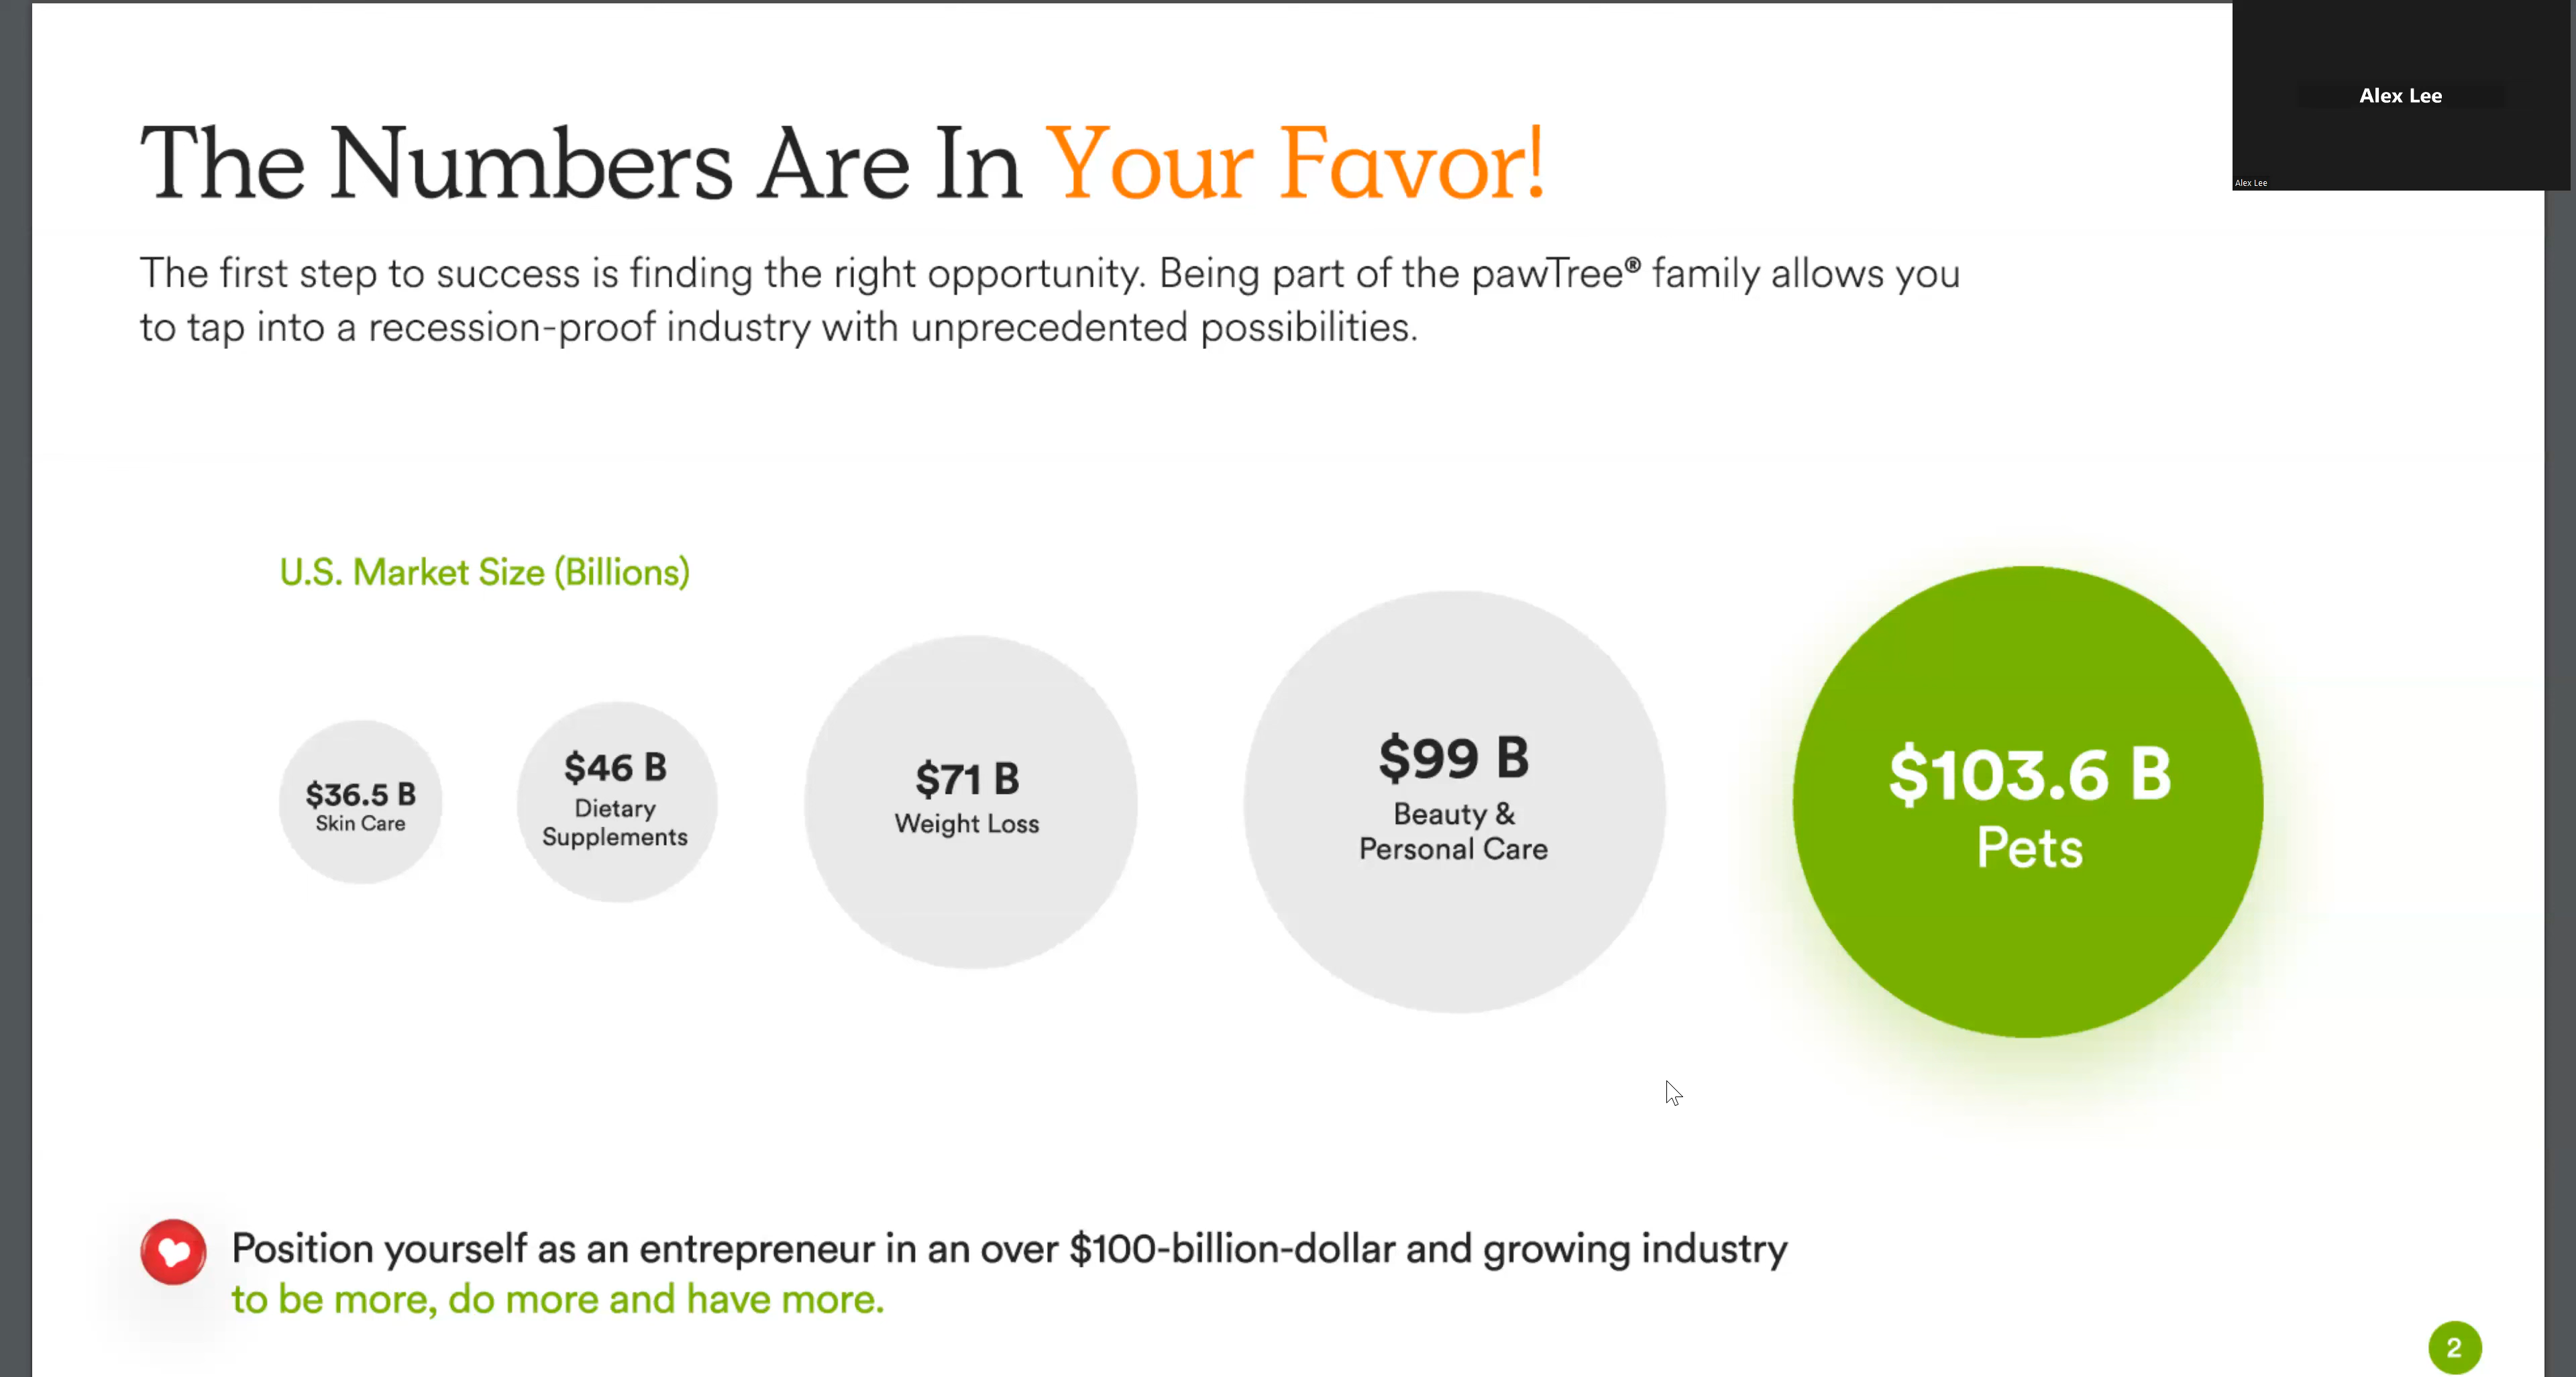 Alex Lee
Alex Lee
The Numbers Are In Your Favor!
The first step to success is finding the right opportunity. Being part of the pawTree® family allows you
to tap into a recession-proof industry with unprecedented possibilities.
U.S. Market Size (Billions)
$36.5 B
Skin Care
$46 B
Dietary
Supplements
$71 B
Weight Loss
$99 B
Beauty &
Personal Care
$103.6 B
Pets
Position yourself as an entrepreneur in an over $100-billion-dollar and growing industry
to be more, do more and have more.
2